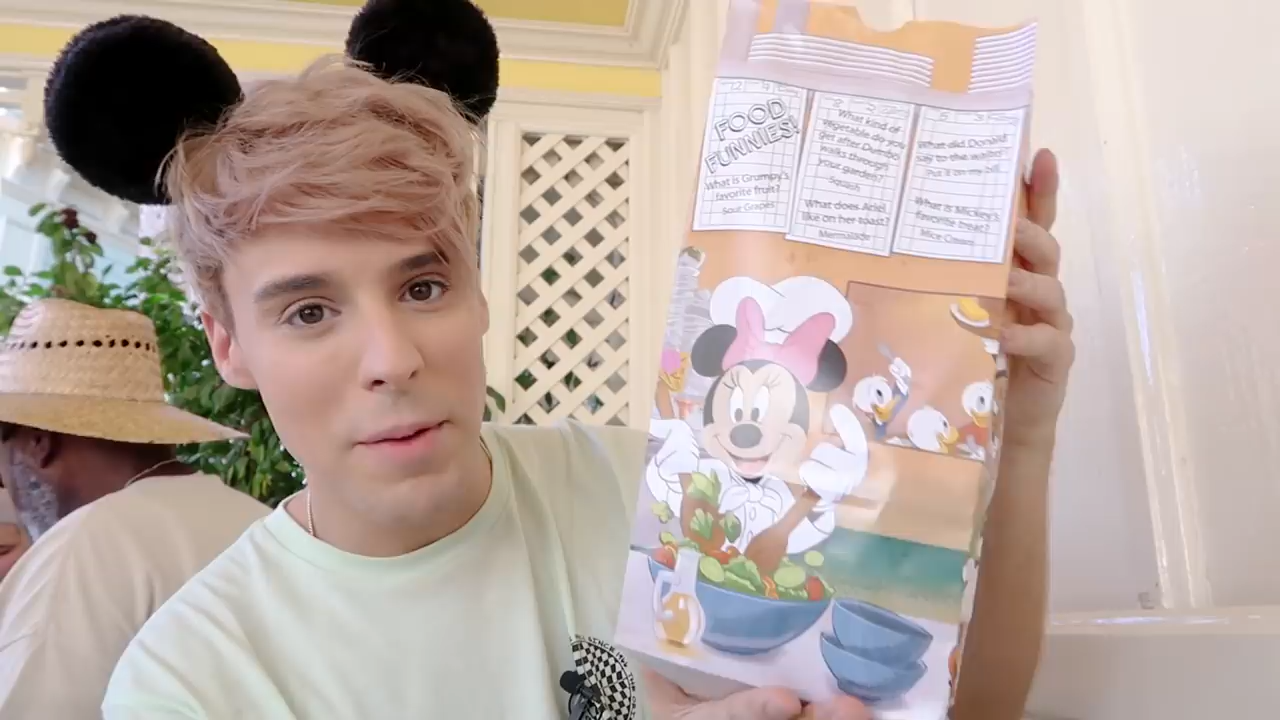 FOOD
FUNNIES!
What is Grumpy's
favorite fruit?
Sour Grapes
What kind of
vegetable do you
get after Dumbo
walks through
your garden?
Squash
What does Ariel
like on her toast?
Mermalade
What did Donald
say to the waiter?
Put it on my bill.
What is Mickey's
favorite treat?
Mice Cream